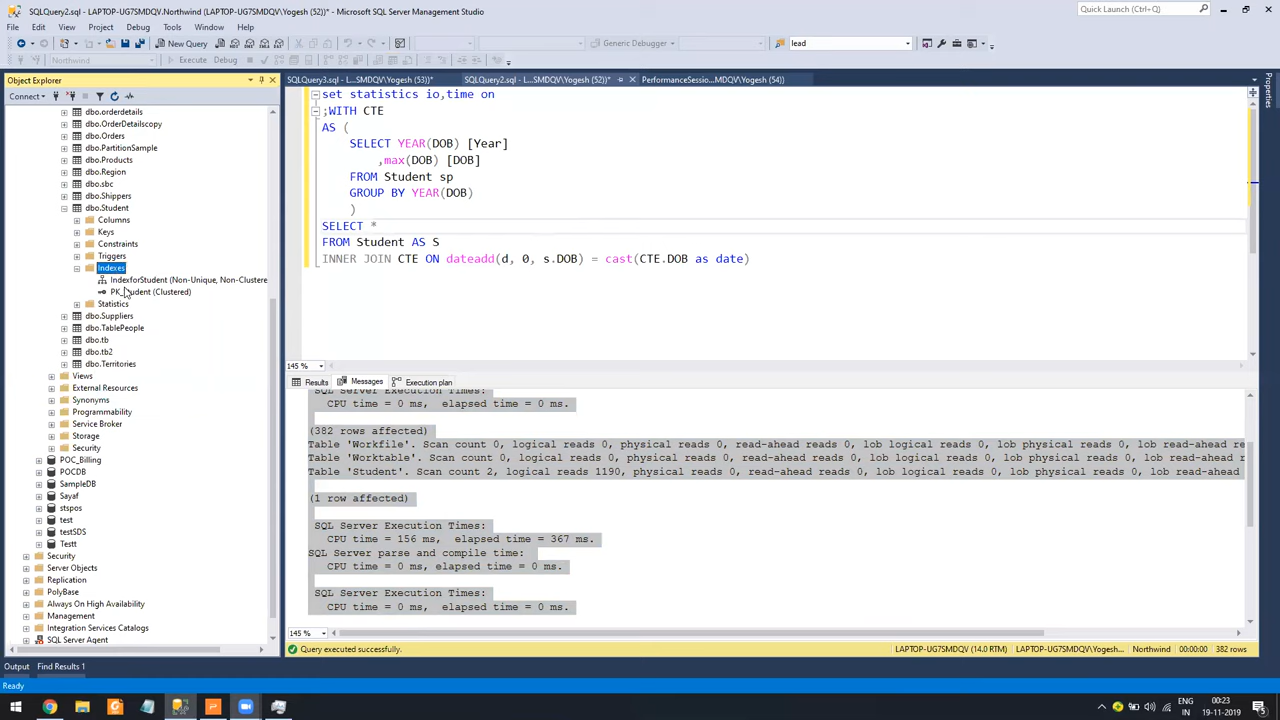 SQLQuery2.sql - LAPTOP-UG7SMDQV.Northwind (LAPTOP-UG7SMDQV\Yogesh (52))* - Microsoft SQL Server Management Studio
Quick Launch (Ctrl+Q)
File Edit View Query Project Debug Tools Window Help
New Query
Generic Debugger
lead
Northwind
Execute Debug
Object Explorer
SQLQuery3.sql - L...SMDQV\Yogesh (53))*
SQLQuery2.sql - L...SMDQV\Yogesh (52))*
PerformanceSessio...MDQV\Yogesh (54))
Properties
Connect
dbo.orderdetails
dbo.OrderDetailscopy
dbo.Orders
dbo.PartitionSample
dbo.Products
dbo.Region
dbo.sbc
dbo.Shippers
dbo.Student
Columns
Keys
Constraints
Triggers
Indexes
IndexforStudent (Non-Unique, Non-Clustere
PK_Student (Clustered)
Statistics
dbo.Suppliers
dbo.TablePeople
dbo.tb
dbo.tb2
dbo.Territories
Views
External Resources
Synonyms
Programmability
Service Broker
Storage
Security
POC_Billing
POCDB
SampleDB
Sayaf
stspos
test
testSDS
Testt
Security
Server Objects
Replication
PolyBase
Always On High Availability
Management
Integration Services Catalogs
SQL Server Agent
set statistics io,time on
;WITH CTE
AS (
SELECT YEAR(DOB) [Year]
,max(DOB) [DOB]
FROM Student sp
GROUP BY YEAR(DOB)
)
SELECT *
FROM Student AS S
INNER JOIN CTE ON dateadd(d, 0, s.DOB) = cast(CTE.DOB as date)
145 %
Results Messages Execution plan
SQL Server Execution Times:
CPU time = 0 ms, elapsed time = 0 ms.
(382 rows affected)
Table 'Workfile'. Scan count 0, logical reads 0, physical reads 0, read-ahead reads 0, lob logical reads 0, lob physical reads 0, lob read-ahead re
Table 'Worktable'. Scan count 0, logical reads 0, physical reads 0, read-ahead reads 0, lob logical reads 0, lob physical reads 0, lob read-ahead r
Table 'Student'. Scan count 2, logical reads 1190, physical reads 0, read-ahead reads 0, lob logical reads 0, lob physical reads 0, lob read-ahead
(1 row affected)
SQL Server Execution Times:
CPU time = 156 ms, elapsed time = 367 ms.
SQL Server parse and compile time:
CPU time = 0 ms, elapsed time = 0 ms.
SQL Server Execution Times:
CPU time = 0 ms, elapsed time = 0 ms.
145 %
Query executed successfully.
LAPTOP-UG7SMDQV (14.0 RTM) LAPTOP-UG7SMDQV\Yogesh... Northwind 00:00:00 382 rows
Output Find Results 1
Ready
ENG
IN
00:23
19-11-2019
5